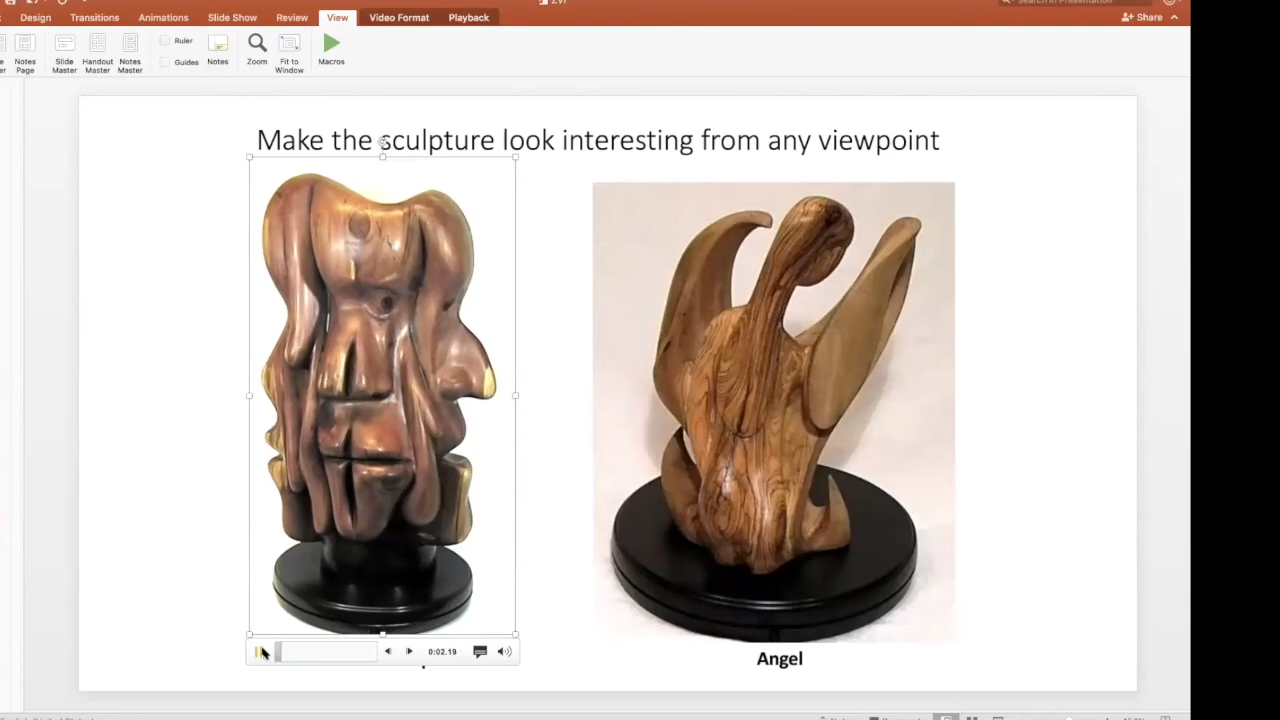 Design Transitions Animations Slide Show Review View Video Format Playback
Share
Notes Page
Slide Master
Handout Master
Notes Master
Ruler
Guides
Notes
Zoom
Fit to Window
Macros
Make the sculpture look interesting from any viewpoint
0:02.19
Angel